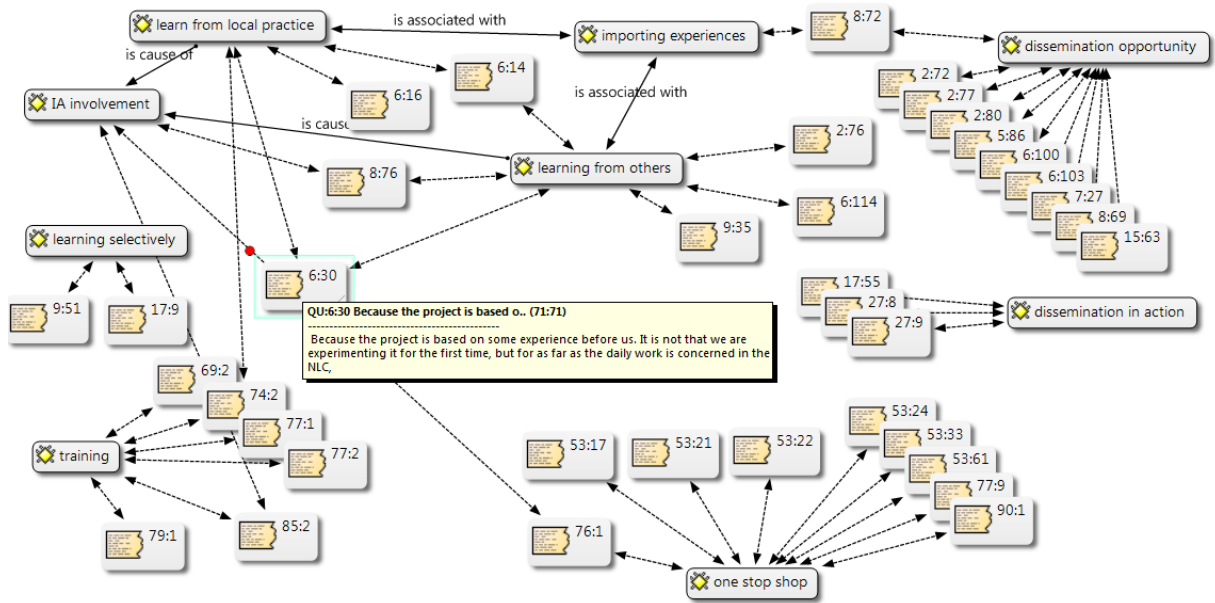 learn from local practice
is associated with
importing experiences
8:72
dissemination opportunity
is cause of
6:14
6:16
is associated with
2:72
2:77
2:80
5:86
6:100
6:103
7:27
8:69
15:63
IA involvement
is cause
2:76
learning from others
8:76
6:114
9:35
learning selectively
6:30
9:51
17:9
17:55
27:8
27:9
dissemination in action
QU:6:30 Because the project is based o.. (71:71)
-----------------------------------------------
Because the project is based on some experience before us. It is not that we are
experimenting it for the first time, but for as far as the daily work is concerned in the
NLC,
69:2
74:2
77:1
77:2
training
79:1
85:2
53:17
53:21
53:22
53:24
53:33
53:61
77:9
90:1
76:1
one stop shop